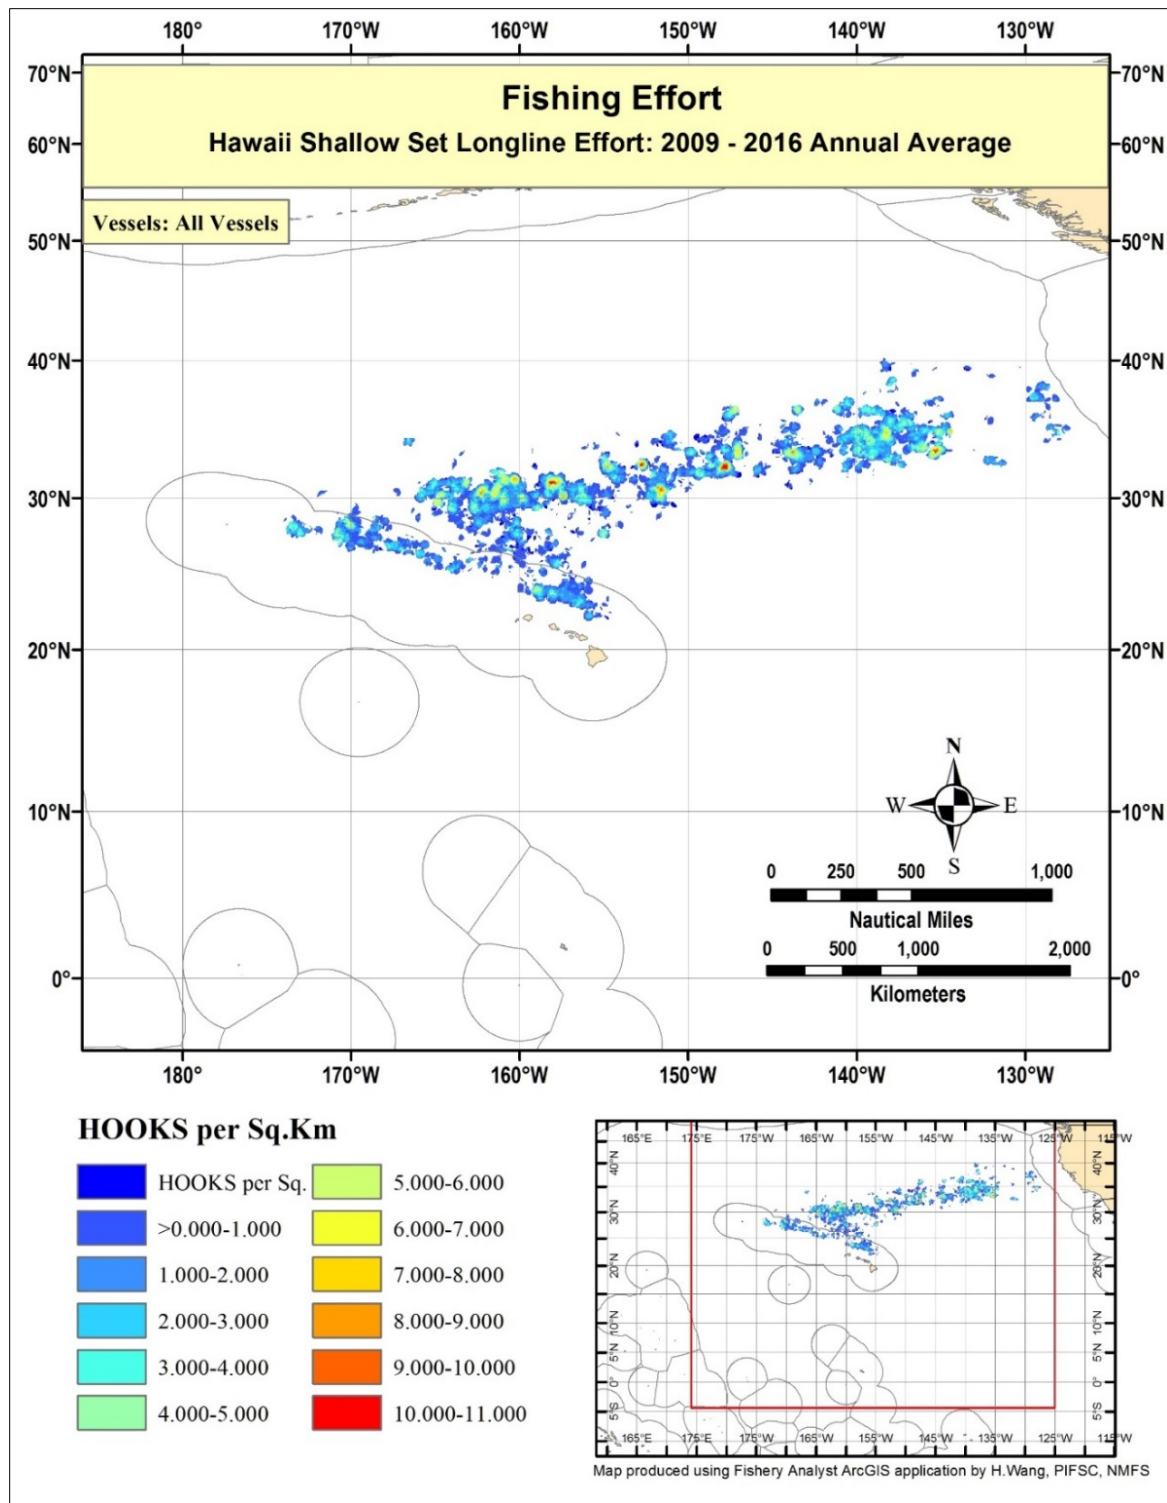 180° 170°W 160°W 150°W 140°W 130°W
70°N 70°N
Fishing Effort
Hawaii Shallow Set Longline Effort: 2009 - 2016 Annual Average
60°N 60°N
Vessels: All Vessels
50°N 50°N
40°N 40°N
30°N 30°N
20°N 20°N
N
W E
S
10°N 10°N
0 250 500 1,000
Nautical Miles
0 500 1,000 2,000
Kilometers
0° 0°
180° 170°W 160°W 150°W 140°W 130°W
HOOKS per Sq.Km
HOOKS per Sq.
>0.000-1.000
1.000-2.000
2.000-3.000
3.000-4.000
4.000-5.000
5.000-6.000
6.000-7.000
7.000-8.000
8.000-9.000
9.000-10.000
10.000-11.000
165°E 175°E 175°W 165°W 155°W 145°W 135°W 125°W 115°W
40°N 40°N
30°N 30°N
20°N 20°N
10°N 10°N
5°N 5°N
0° 0°
5°S 5°S
165°E 175°E 175°W 165°W 155°W 145°W 135°W 125°W 115°W
Map produced using Fishery Analyst ArcGIS application by H.Wang, PIFSC, NMFS